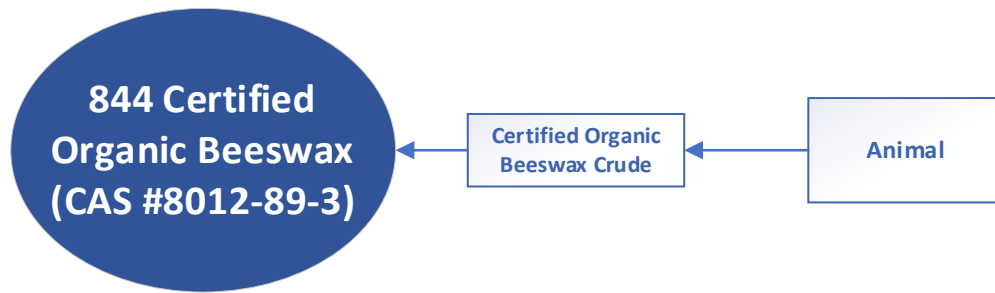 844 Certified
Organic Beeswax
(CAS #8012-89-3)
Certified Organic
Beeswax Crude
Animal